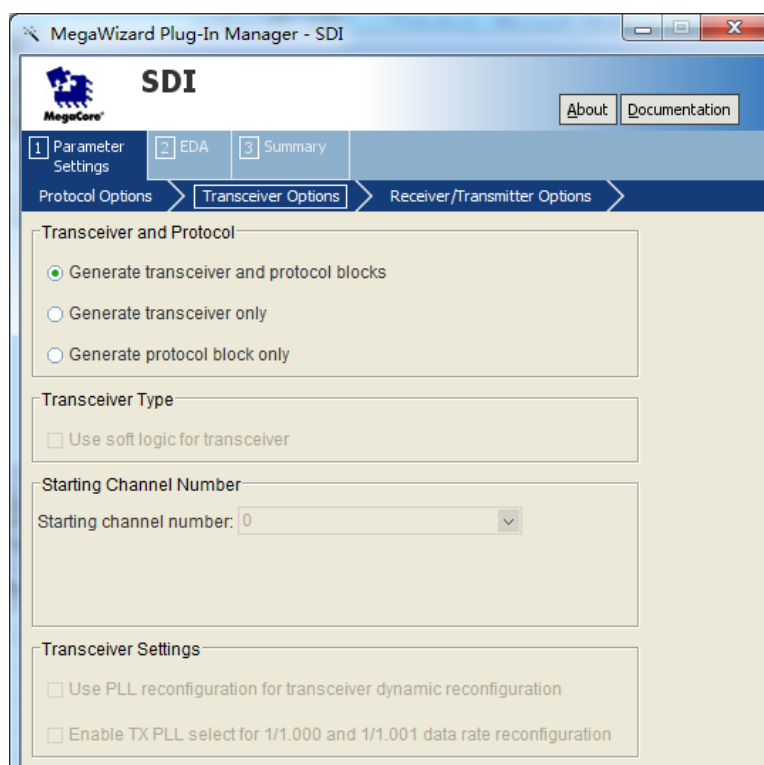 MegaWizard Plug-In Manager - SDI
SDI
MegaCore®
About Documentation
1 Parameter Settings 2 EDA 3 Summary
Protocol Options Transceiver Options Receiver/Transmitter Options
Transceiver and Protocol
Generate transceiver and protocol blocks
Generate transceiver only
Generate protocol block only
Transceiver Type
Use soft logic for transceiver
Starting Channel Number
Starting channel number: 0
Transceiver Settings
Use PLL reconfiguration for transceiver dynamic reconfiguration
Enable TX PLL select for 1/1.000 and 1/1.001 data rate reconfiguration